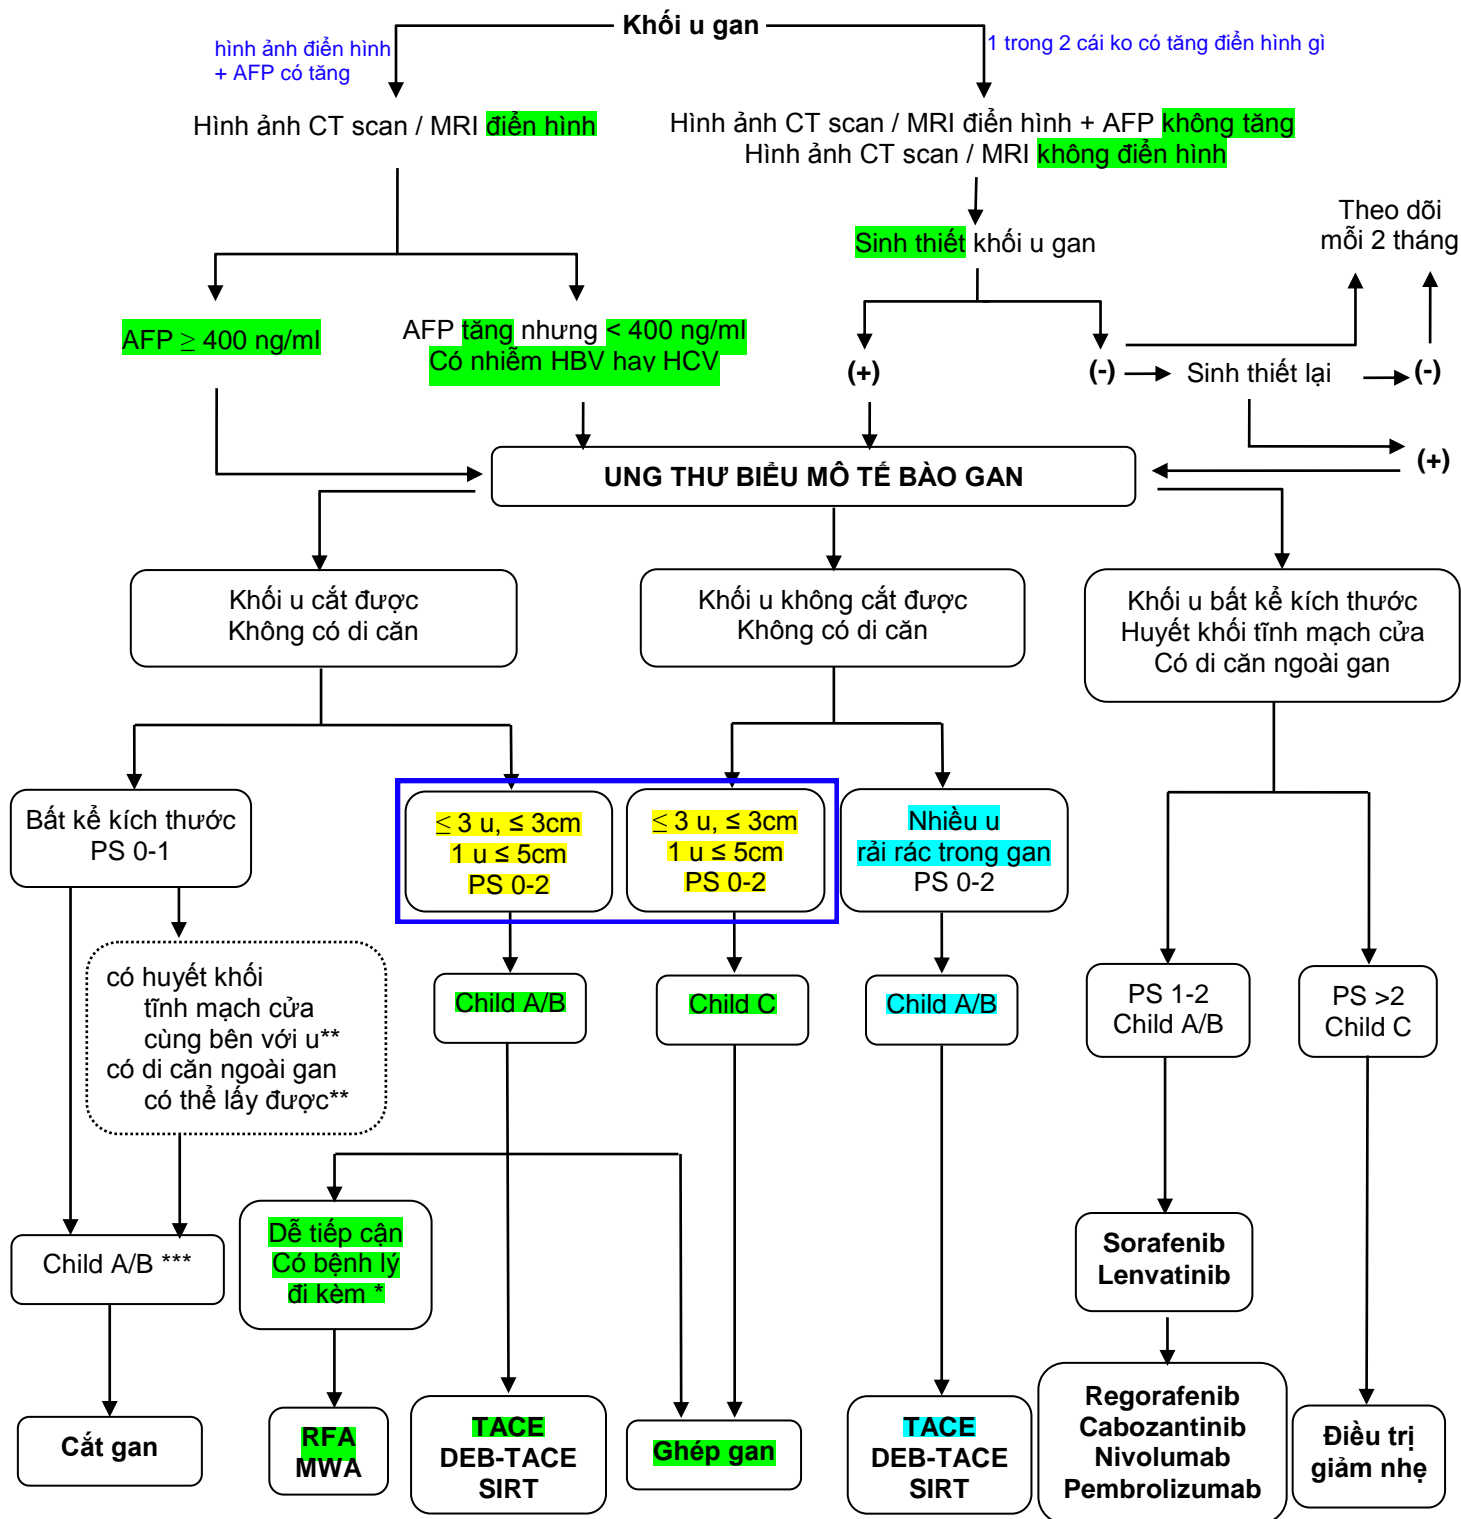 Khối u gan
hình ảnh điển hình
+ AFP có tăng
1 trong 2 cái ko có tăng điển hình gì
Hình ảnh CT scan / MRI điển hình
Hình ảnh CT scan / MRI điển hình + AFP không tăng
Hình ảnh CT scan / MRI không điển hình
Theo dõi
mỗi 2 tháng
Sinh thiết khối u gan
AFP ≥ 400 ng/ml
AFP tăng nhưng < 400 ng/ml
Có nhiễm HBV hay HCV
(+)
(-)
Sinh thiết lại
(-)
(+)
UNG THƯ BIỂU MÔ TẾ BÀO GAN
Khối u cắt được
Không có di căn
Khối u không cắt được
Không có di căn
Khối u bất kể kích thước
Huyết khối tĩnh mạch cửa
Có di căn ngoài gan
Bất kể kích thước
PS 0-1
≤ 3 u, ≤ 3cm
1 u ≤ 5cm
PS 0-2
≤ 3 u, ≤ 3cm
1 u ≤ 5cm
PS 0-2
Nhiều u
rải rác trong gan
PS 0-2
có huyết khối
tĩnh mạch cửa
cùng bên với u**
có di căn ngoài gan
có thể lấy được**
Child A/B
Child C
Child A/B
PS 1-2
Child A/B
PS >2
Child C
Child A/B ***
Dễ tiếp cận
Có bệnh lý
đi kèm *
Sorafenib
Lenvatinib
Cắt gan
RFA
MWA
TACE
DEB-TACE
SIRT
Ghép gan
TACE
DEB-TACE
SIRT
Regorafenib
Cabozantinib
Nivolumab
Pembrolizumab
Điều trị
giảm nhẹ